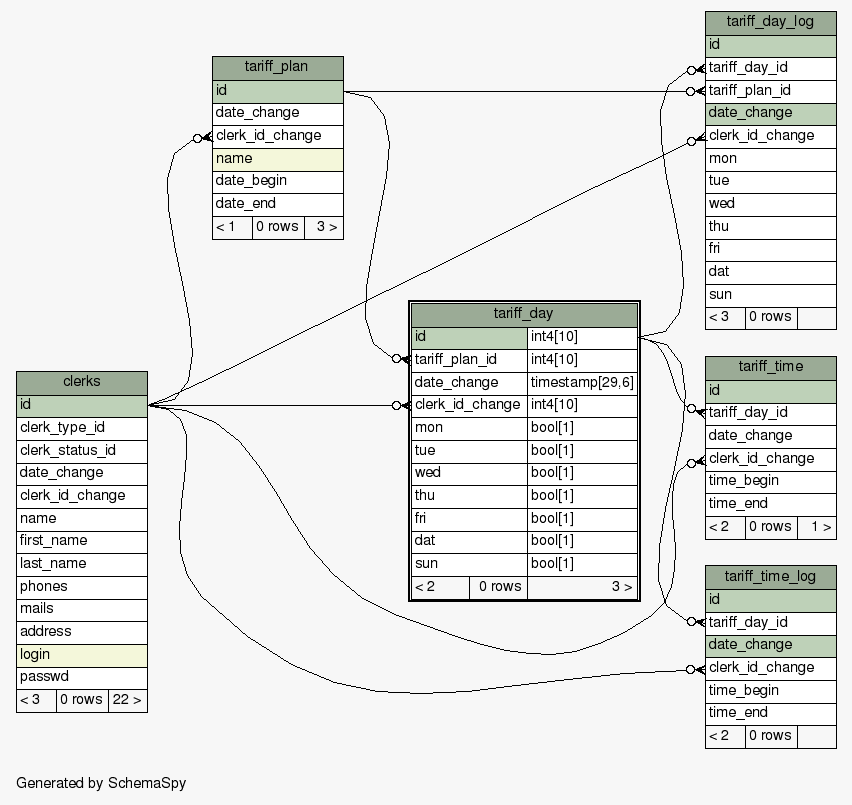 tariff_plan
id
date_change
clerk_id_change
name
date_begin
date_end
< 1 0 rows 3 >
tariff_day_log
id
tariff_day_id
tariff_plan_id
date_change
clerk_id_change
mon
tue
wed
thu
fri
dat
sun
< 3 0 rows
clerks
id
clerk_type_id
clerk_status_id
date_change
clerk_id_change
name
first_name
last_name
phones
mails
address
login
passwd
< 3 0 rows 22 >
tariff_day
id int4[10]
tariff_plan_id int4[10]
date_change timestamp[29,6]
clerk_id_change int4[10]
mon bool[1]
tue bool[1]
wed bool[1]
thu bool[1]
fri bool[1]
dat bool[1]
sun bool[1]
< 2 0 rows 3 >
tariff_time
id
tariff_day_id
date_change
clerk_id_change
time_begin
time_end
< 2 0 rows 1 >
tariff_time_log
id
tariff_day_id
date_change
clerk_id_change
time_begin
time_end
< 2 0 rows
Generated by SchemaSpy